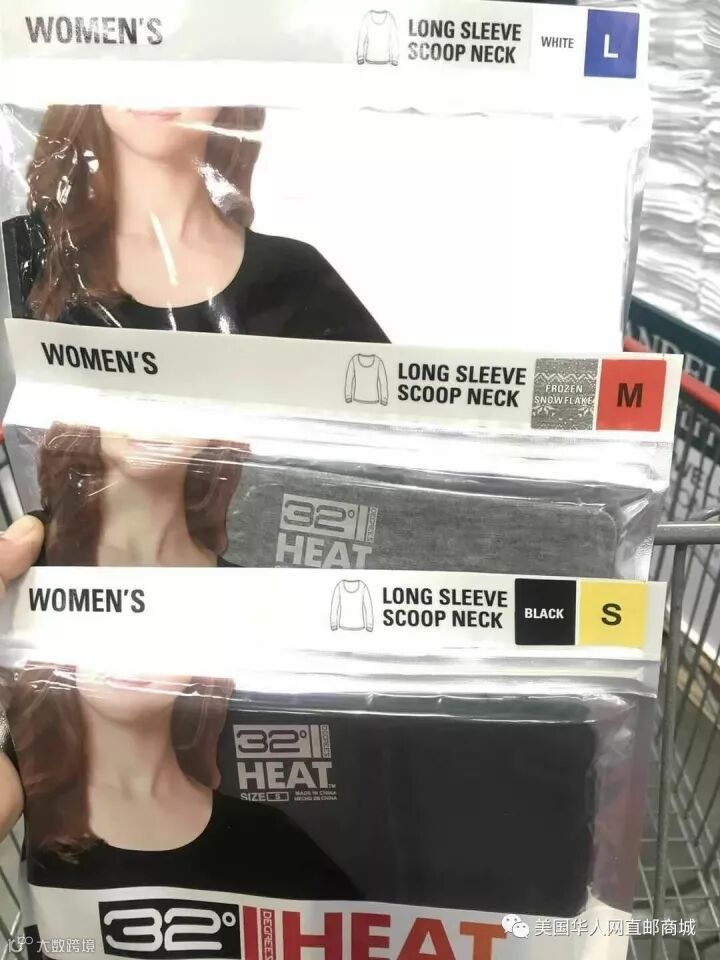 WOMEN'S
LONG SLEEVE
SCOOP NECK
WHITE
L
WOMEN'S
LONG SLEEVE
SCOOP NECK
FROZEN
SNOWFLAKE
M
32°
DEGREES
HEAT
WOMEN'S
LONG SLEEVE
SCOOP NECK
BLACK
S
32°
DEGREES
HEAT™
SIZE S
MADE IN CHINA
HECHO EN CHINA
32°
DEGREES
HEAT
美国华人网直邮商城
大数跨境